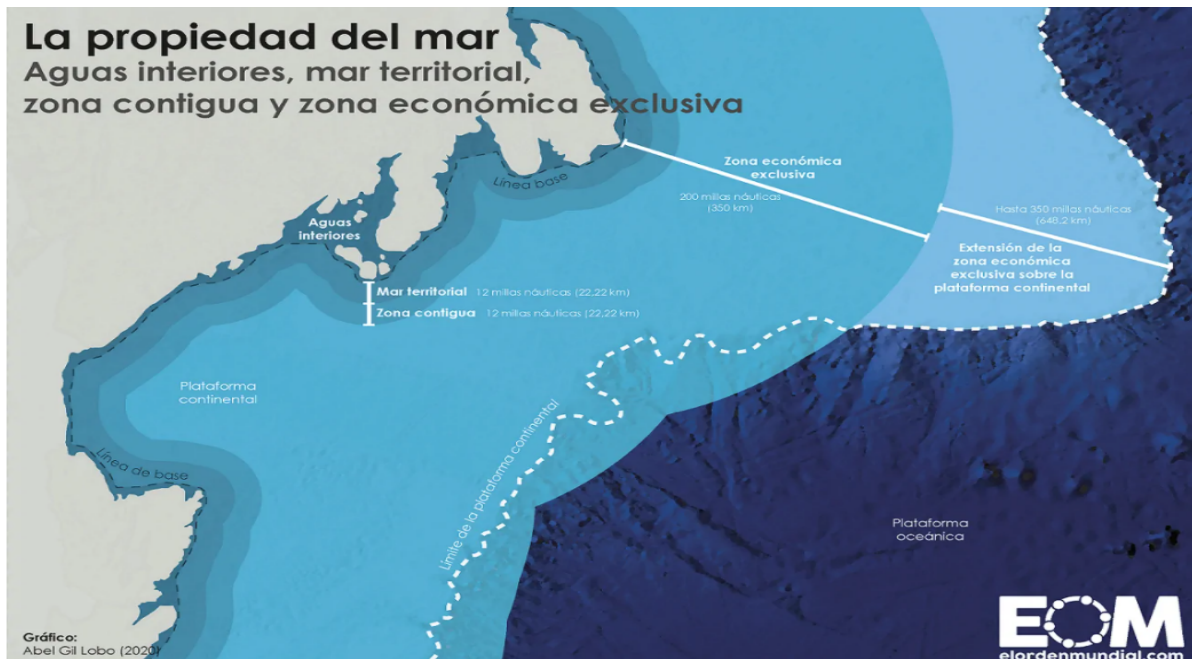 La propiedad del mar
Aguas interiores, mar territorial,
zona contigua y zona económica exclusiva
Línea base
Zona económica
exclusiva
200 millas náuticas
(350 km)
Hasta 350 millas náuticas
(648,2 km)
Aguas
interiores
Extensión de la
zona económica
exclusiva sobre la
plataforma continental
Mar territorial 12 millas náuticas (22,22 km)
Zona contigua 12 millas náuticas (22,22 km)
Plataforma
continental
Línea de base
Límite de la plataforma continental
Plataforma
oceánica
Gráfico:
Abel Gil Lobo (2020)
EOM
elordenmundial.com